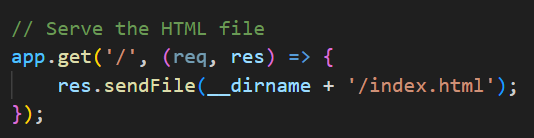 // Serve the HTML file
app.get('/', (req, res) => {
    res.sendFile(__dirname + '/index.html');
});